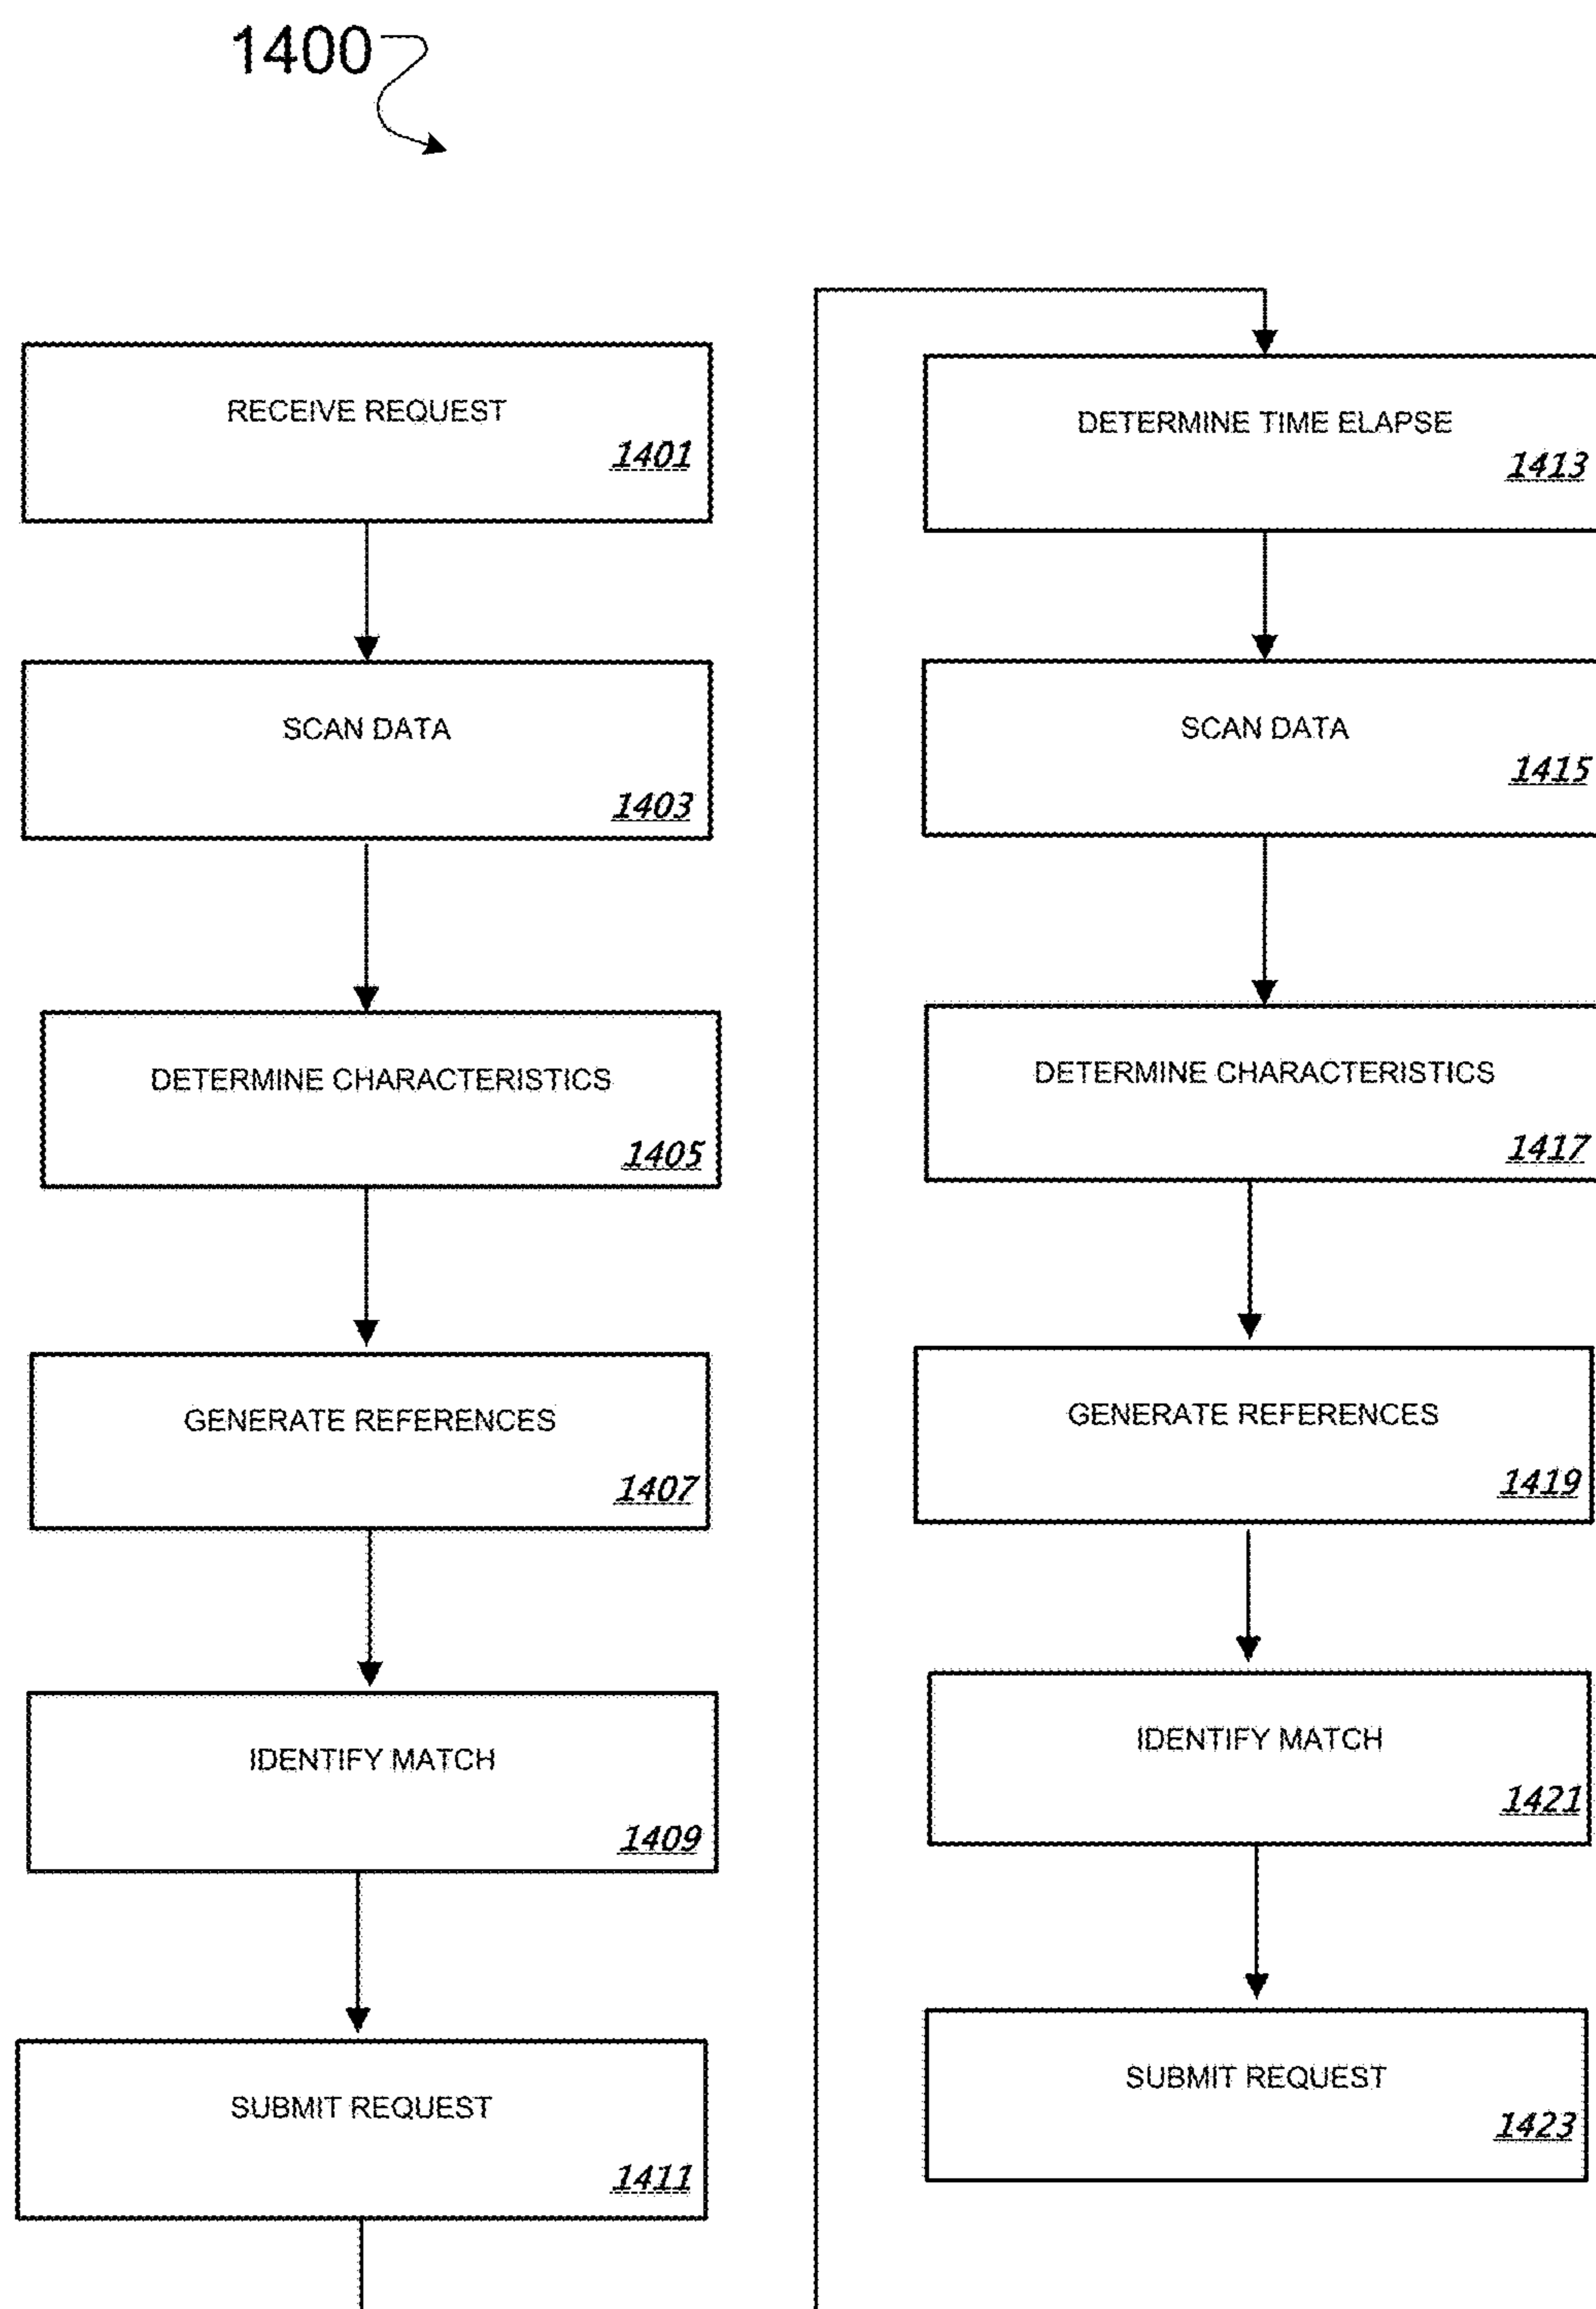 1400
RECEIVE REQUEST
1401
SCAN DATA
1403
DETERMINE CHARACTERISTICS
1405
GENERATE REFERENCES
1407
IDENTIFY MATCH
1409
SUBMIT REQUEST
1411
DETERMINE TIME ELAPSE
1413
SCAN DATA
1415
DETERMINE CHARACTERISTICS
1417
GENERATE REFERENCES
1419
IDENTIFY MATCH
1421
SUBMIT REQUEST
1423